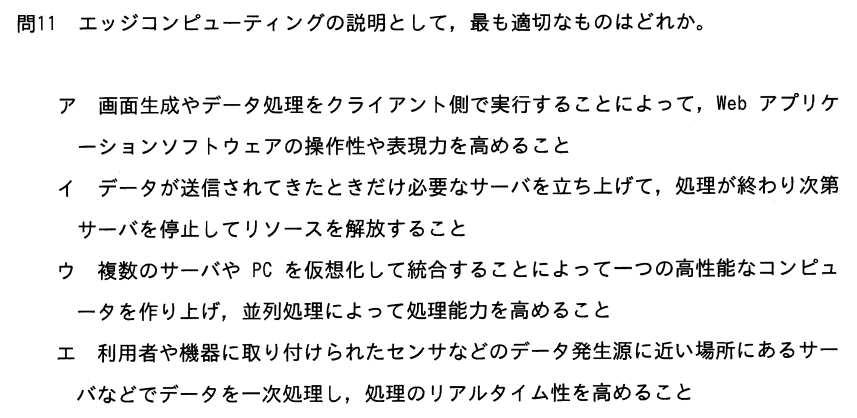 問11 エッジコンピューティングの説明として，最も適切なものはどれか。
ア 画面生成やデータ処理をクライアント側で実行することによって，Web アプリケ
ーションソフトウェアの操作性や表現力を高めること
イ データが送信されてきたときだけ必要なサーバを立ち上げて，処理が終わり次第
サーバを停止してリソースを解放すること
ウ 複数のサーバや PC を仮想化して統合することによって一つの高性能なコンピュ
ータを作り上げ，並列処理によって処理能力を高めること
エ 利用者や機器に取り付けられたセンサなどのデータ発生源に近い場所にあるサー
バなどでデータを一次処理し，処理のリアルタイム性を高めること